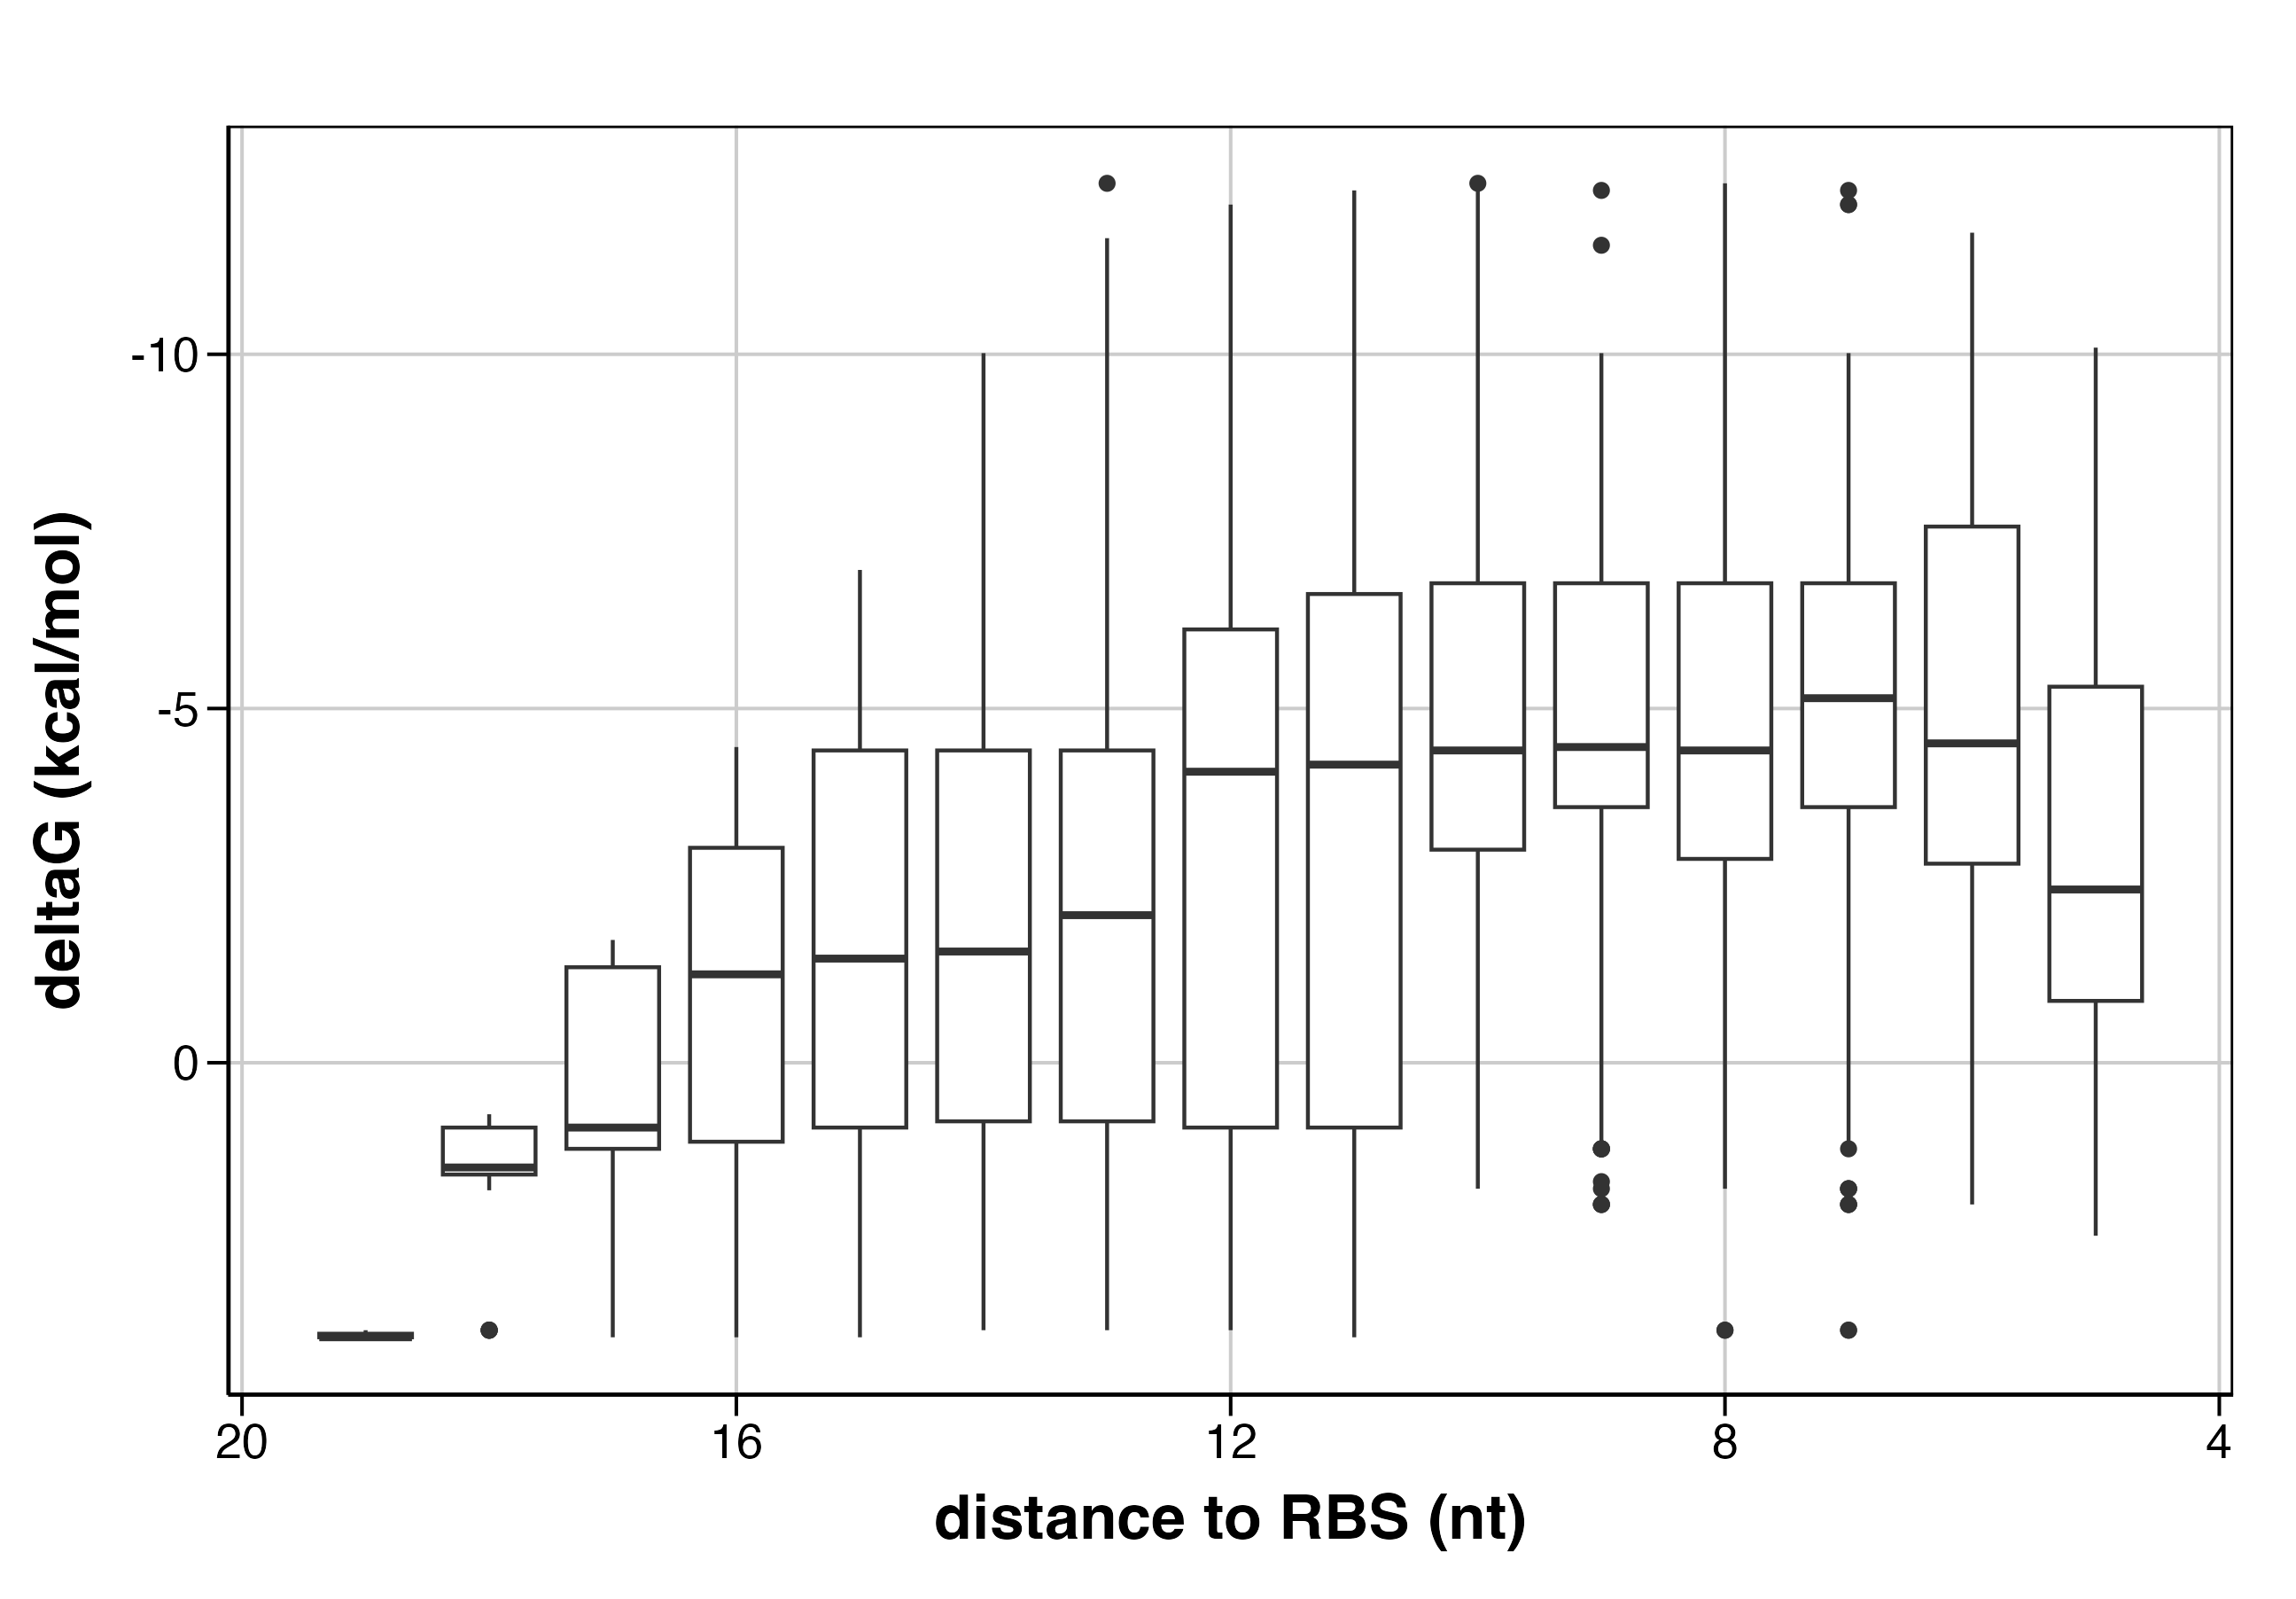 deltaG (kcal/mol)
-10
-5
0
20 16 12 8 4
distance to RBS (nt)